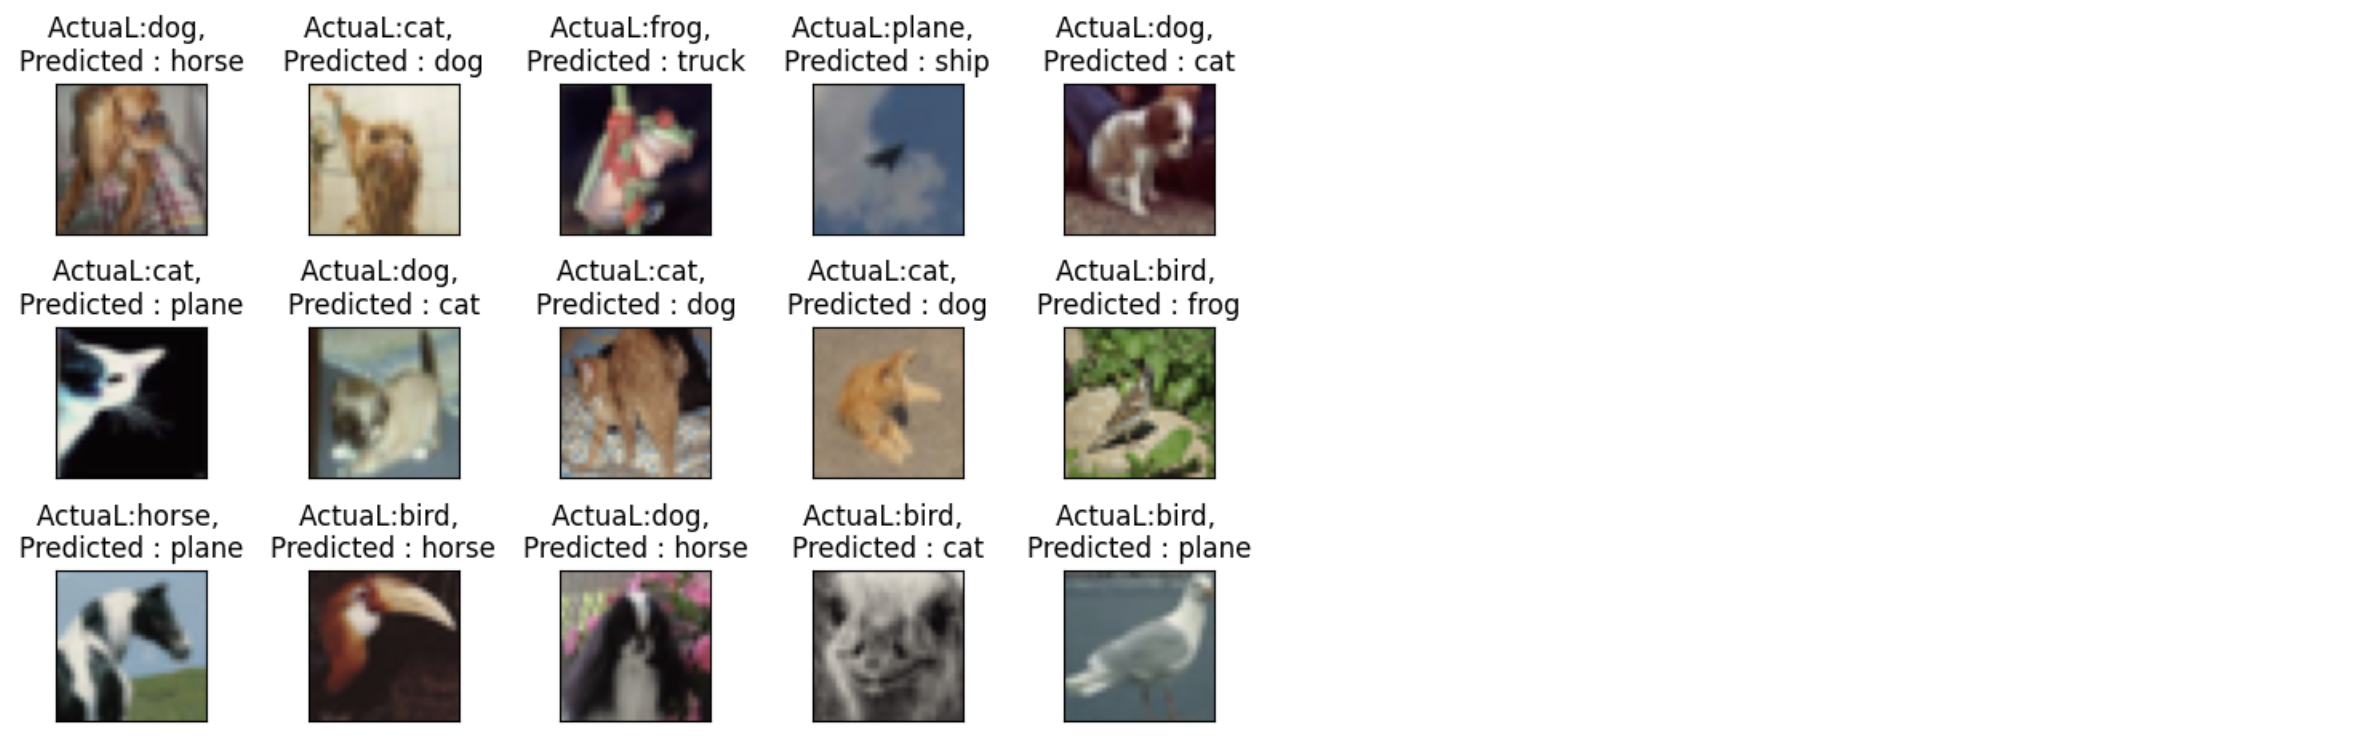 ActuaL:dog,
Predicted : horse
ActuaL:cat,
Predicted : dog
ActuaL:frog,
Predicted : truck
ActuaL:plane,
Predicted : ship
ActuaL:dog,
Predicted : cat
ActuaL:cat,
Predicted : plane
ActuaL:dog,
Predicted : cat
ActuaL:cat,
Predicted : dog
ActuaL:cat,
Predicted : dog
ActuaL:bird,
Predicted : frog
ActuaL:horse,
Predicted : plane
ActuaL:bird,
Predicted : horse
ActuaL:dog,
Predicted : horse
ActuaL:bird,
Predicted : cat
ActuaL:bird,
Predicted : plane